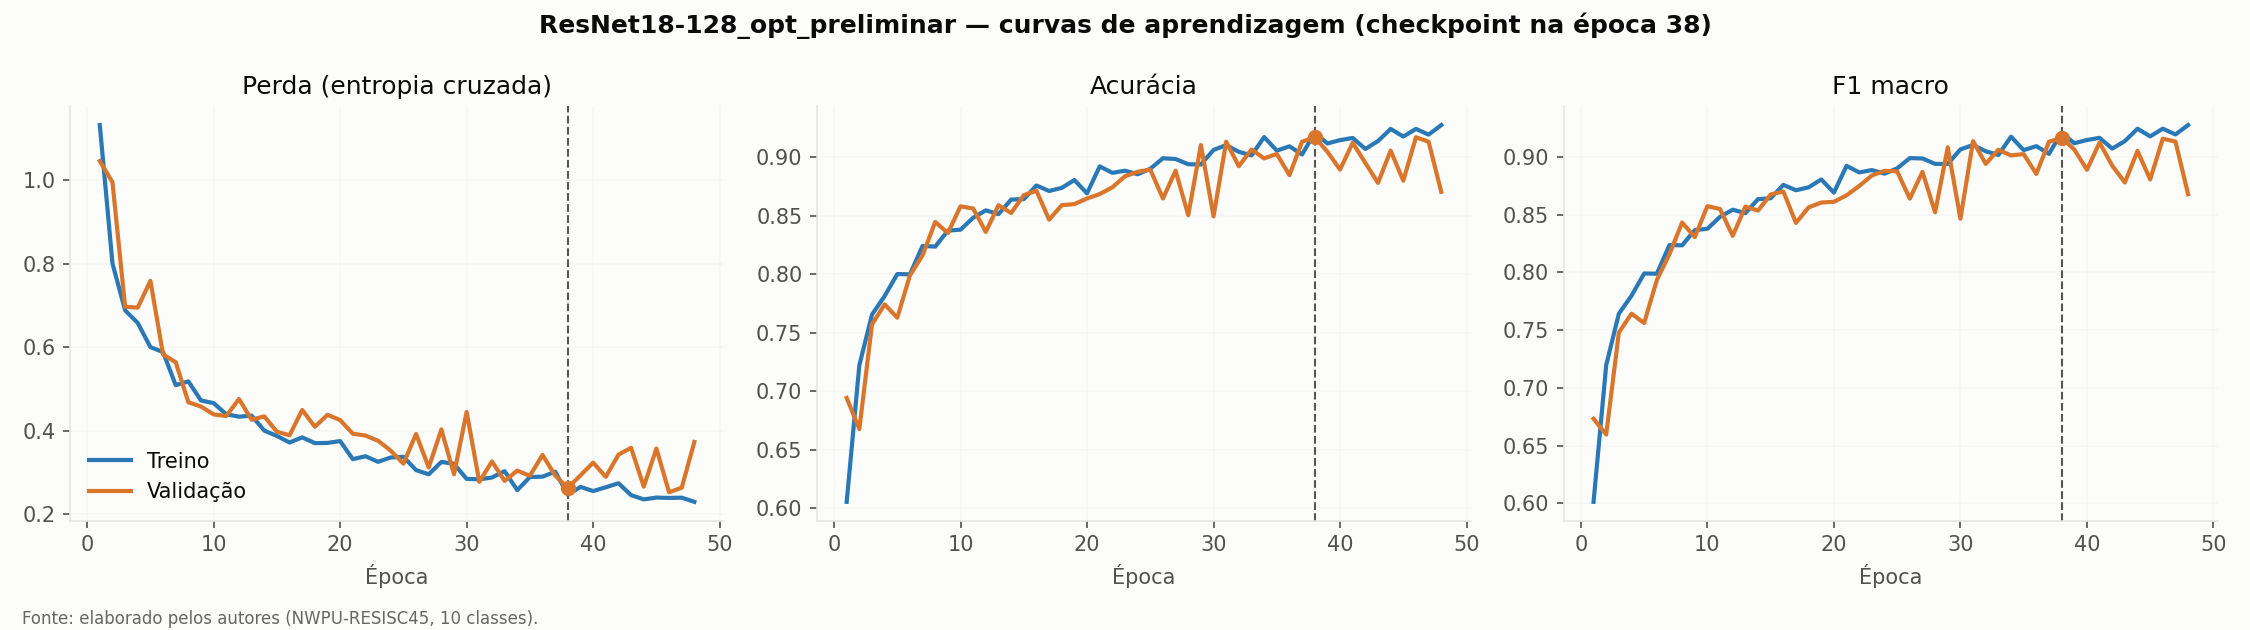 ResNet18-128_opt_preliminar — curvas de aprendizagem (checkpoint na época 38)
Perda (entropia cruzada)
1.0
0.8
0.6
0.4
0.2
Treino
Validação
0 10 20 30 40 50
Época
Acurácia
0.90
0.85
0.80
0.75
0.70
0.65
0.60
0 10 20 30 40 50
Época
F1 macro
0.90
0.85
0.80
0.75
0.70
0.65
0.60
0 10 20 30 40 50
Época
Fonte: elaborado pelos autores (NWPU-RESISC45, 10 classes).